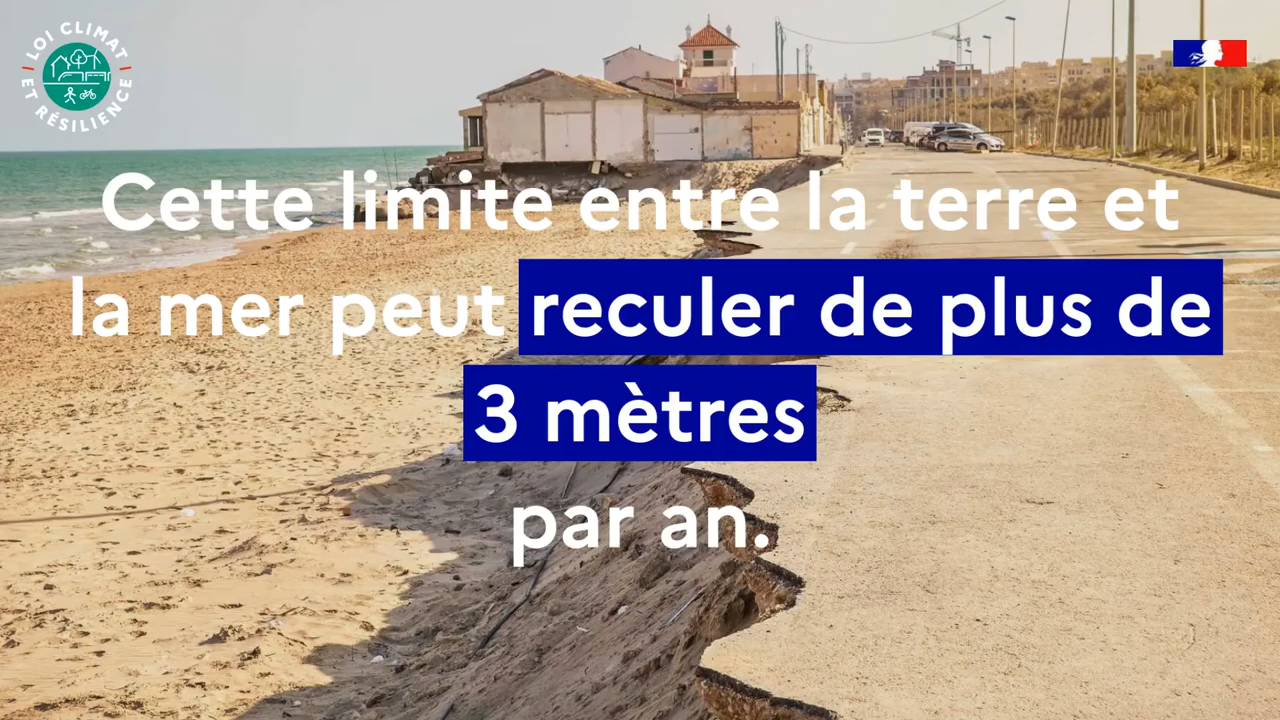 LOI CLIMAT
ET RÉSILIENCE
Cette limite entre la terre et
la mer peut reculer de plus de
3 mètres
par an.